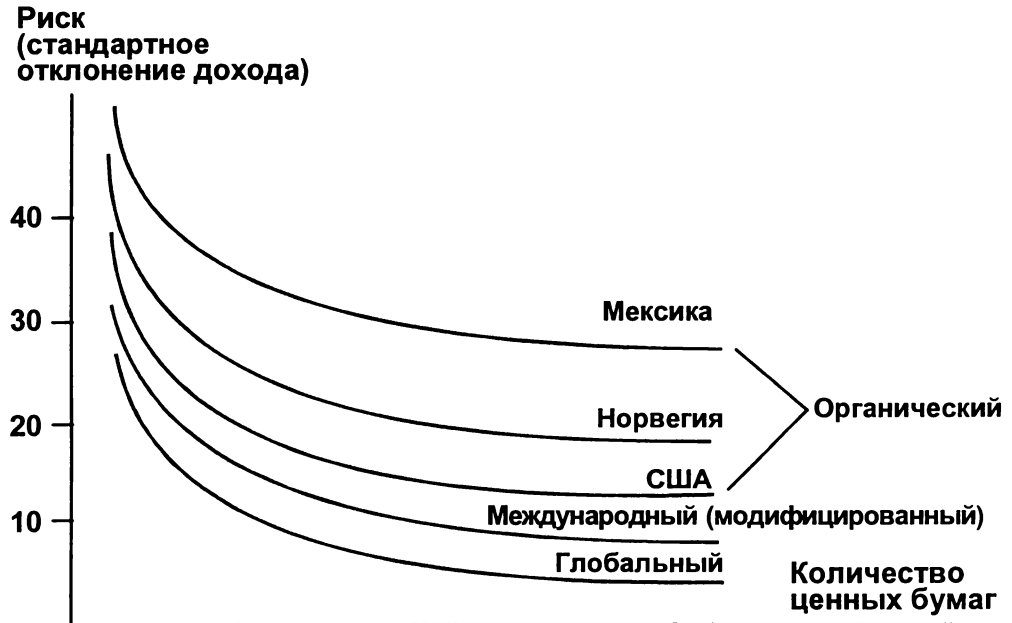 Риск
(стандартное
отклонение дохода)
40
30
20
10
Мексика
Норвегия
США
Органический
Международный (модифицированный)
Глобальный
Количество
ценных бумаг